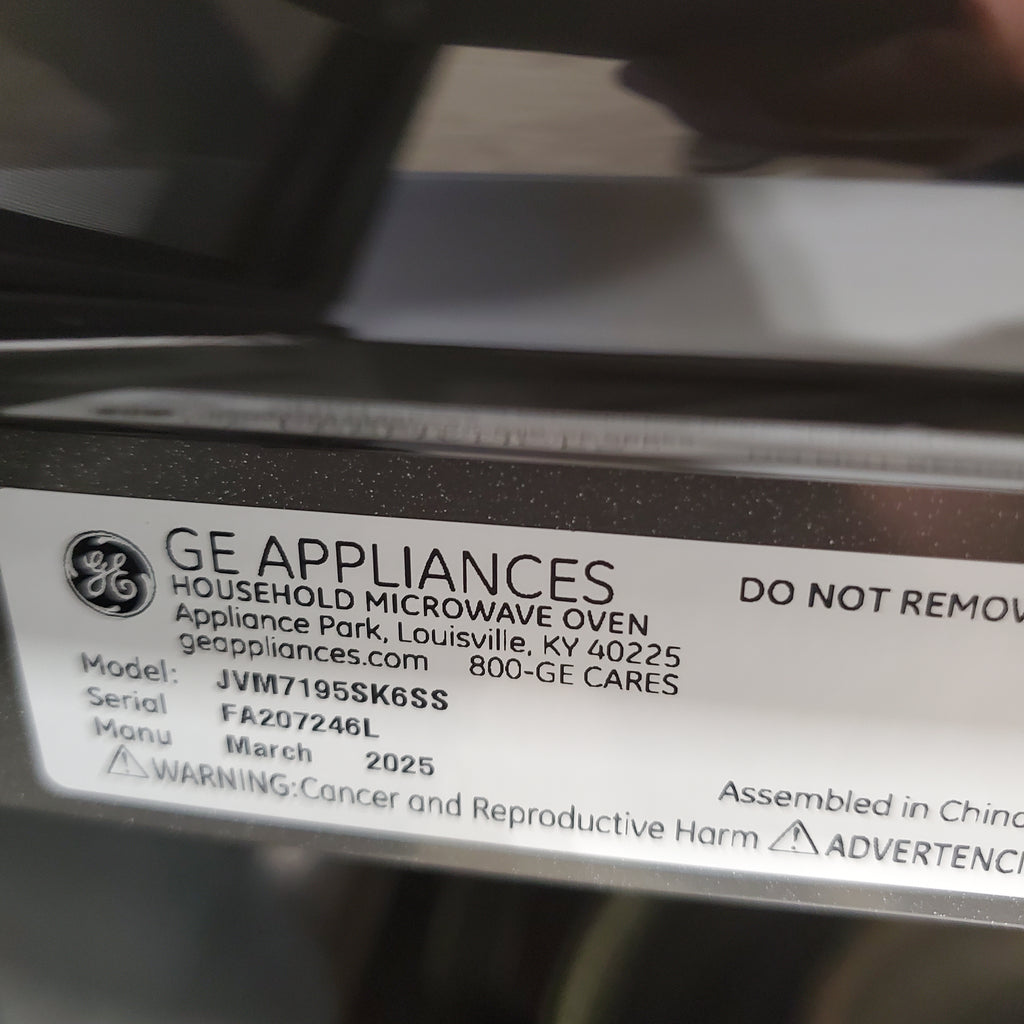 GE
GE APPLIANCES
HOUSEHOLD MICROWAVE OVEN
Appliance Park, Louisville, KY 40225
geappliances.com 800-GE CARES
Model: JVM7195SK6SS
Serial FA207246L
Manu March 2025
⚠WARNING:Cancer and Reproductive Harm ⚠ADVERTENCI
DO NOT REMOV
Assembled in China